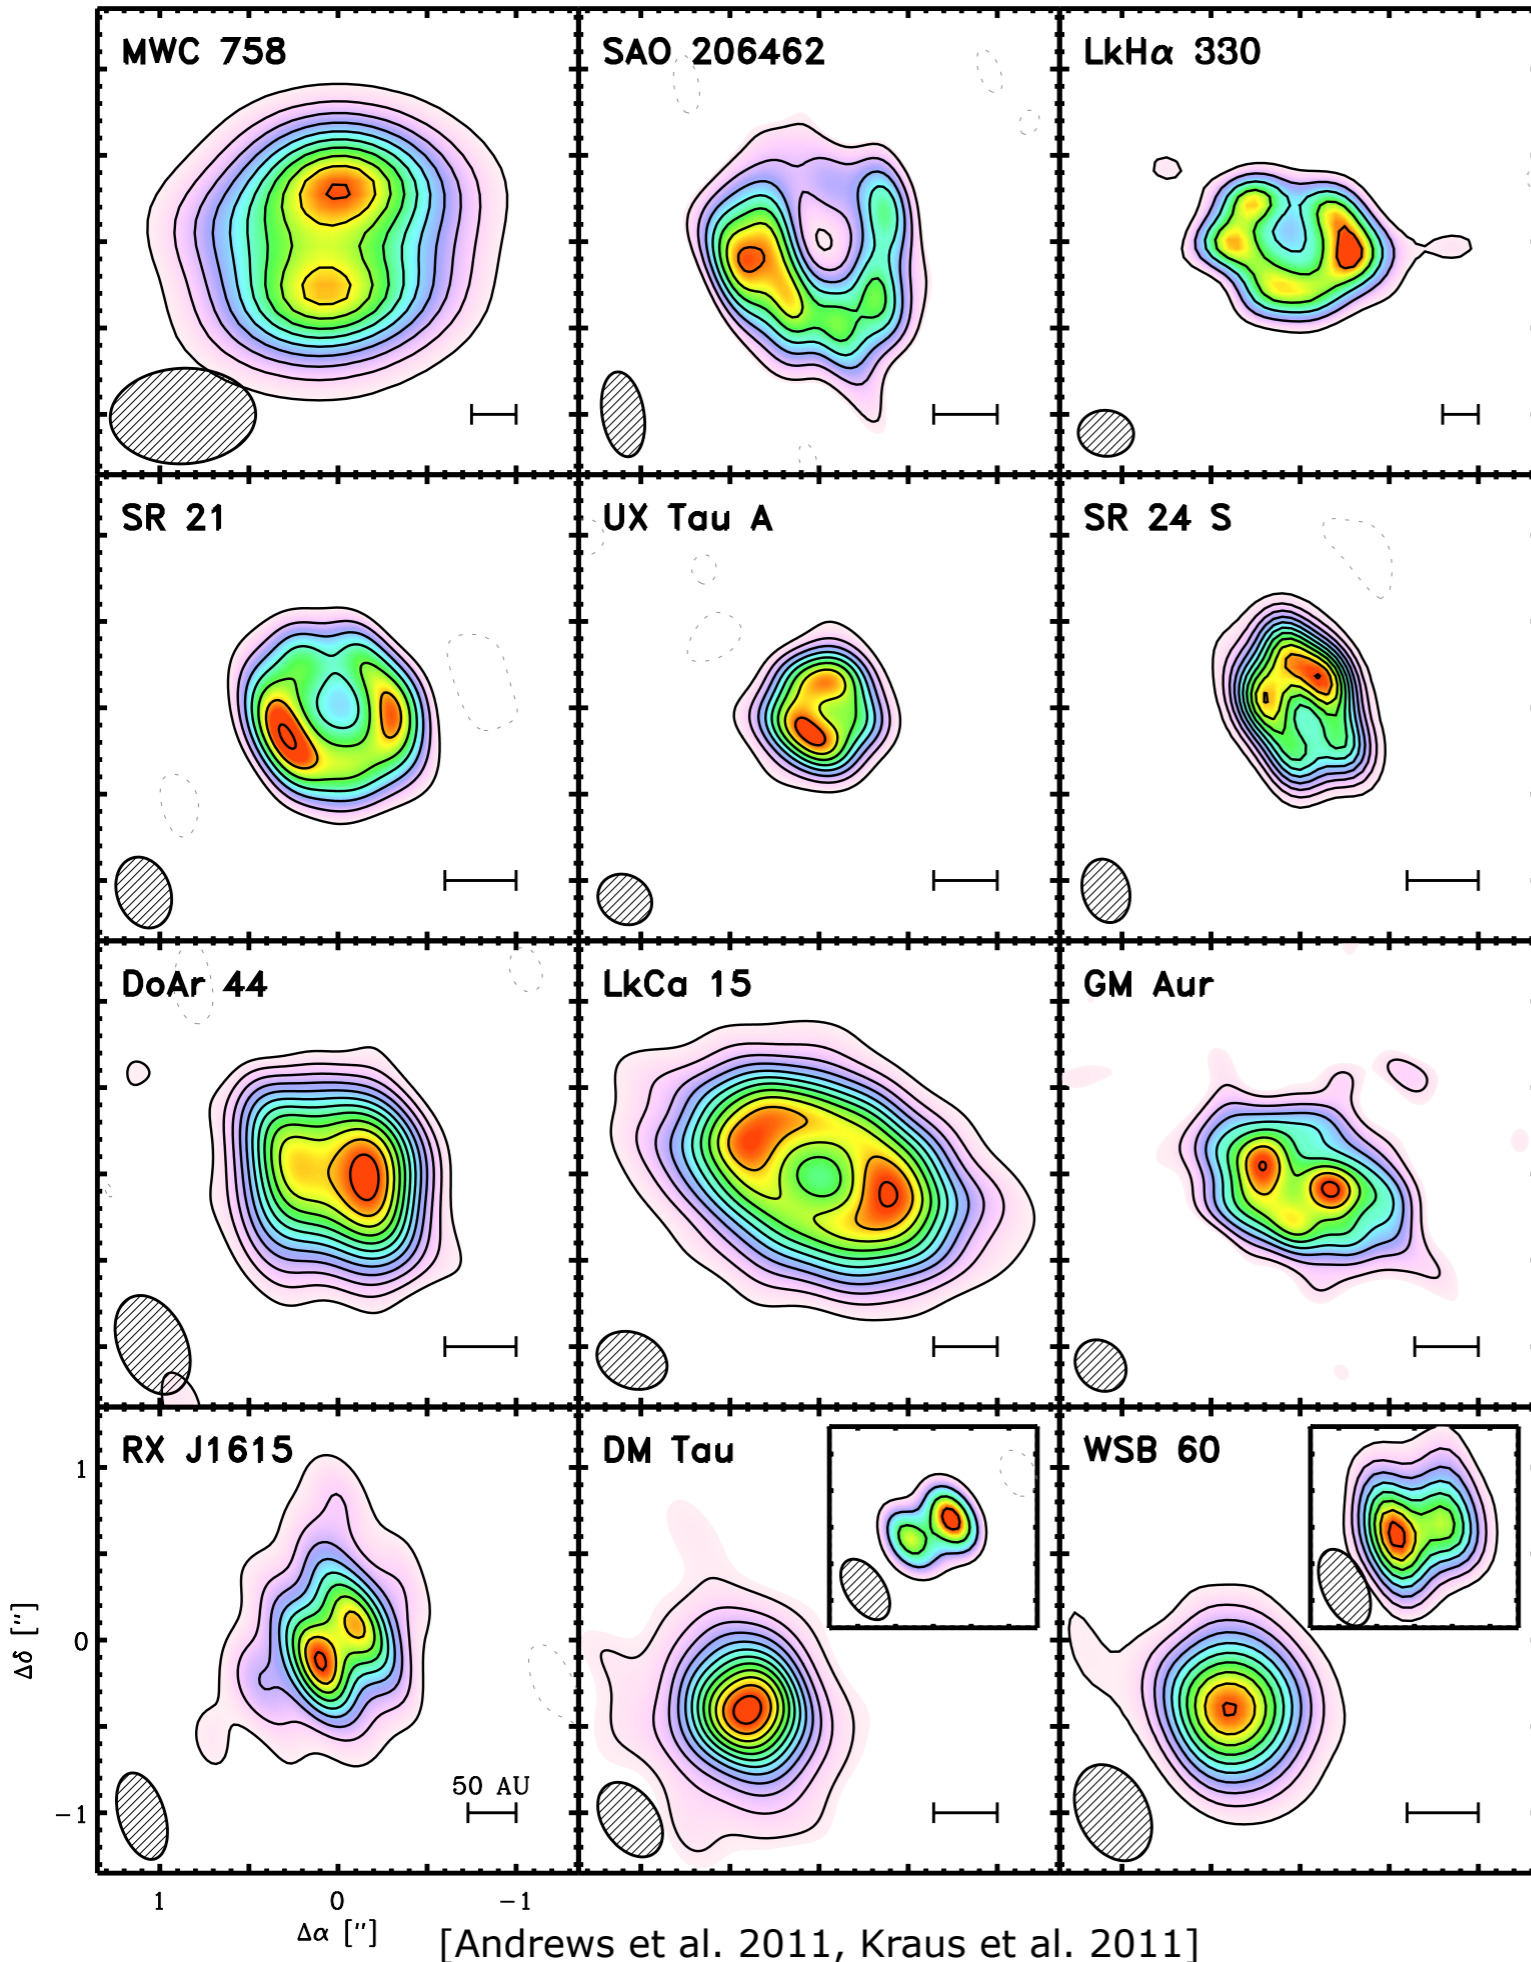 MWC 758
SAO 206462
LkHα 330
SR 21
UX Tau A
SR 24 S
DoAr 44
LkCa 15
GM Aur
RX J1615
DM Tau
WSB 60
1
0
-1
Δδ ["]
50 AU
1
0
-1
Δα ["]
[Andrews et al. 2011, Kraus et al. 2011]